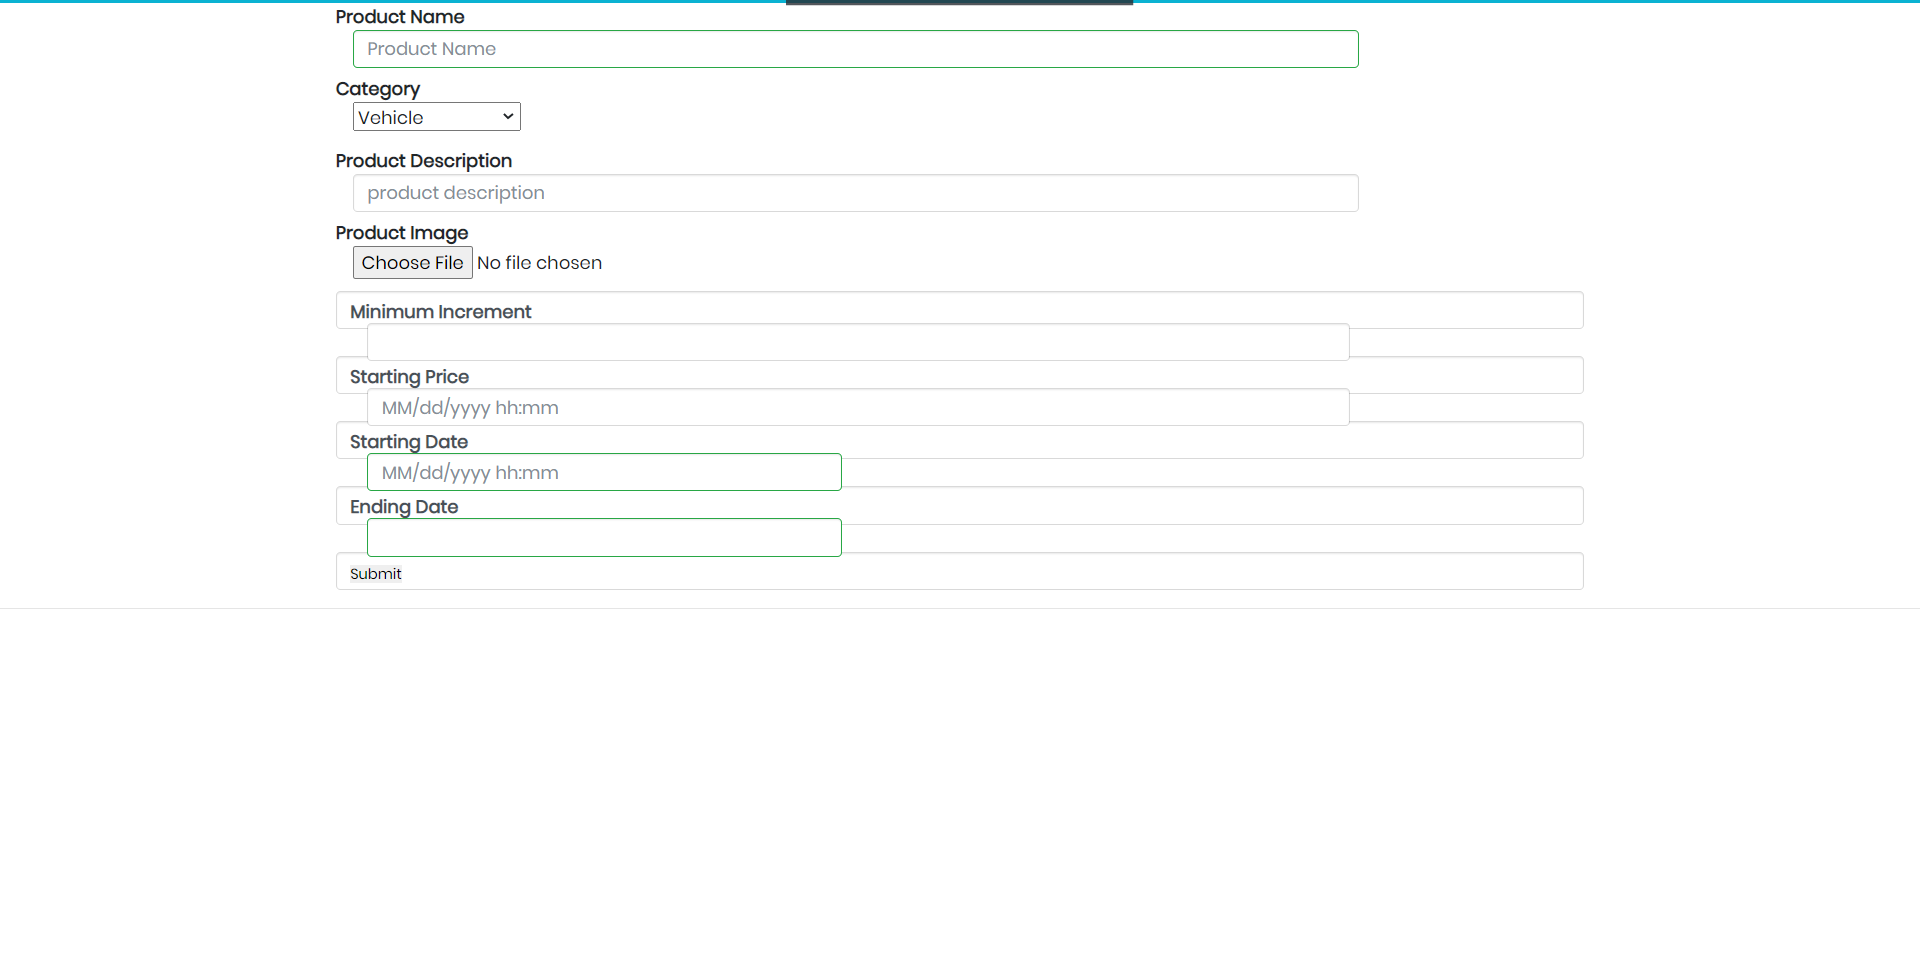 Product Name
Product Name
Category
Vehicle
Product Description
product description
Product Image
Choose File No file chosen
Minimum Increment
Starting Price
MM/dd/yyyy hh:mm
Starting Date
MM/dd/yyyy hh:mm
Ending Date
Submit